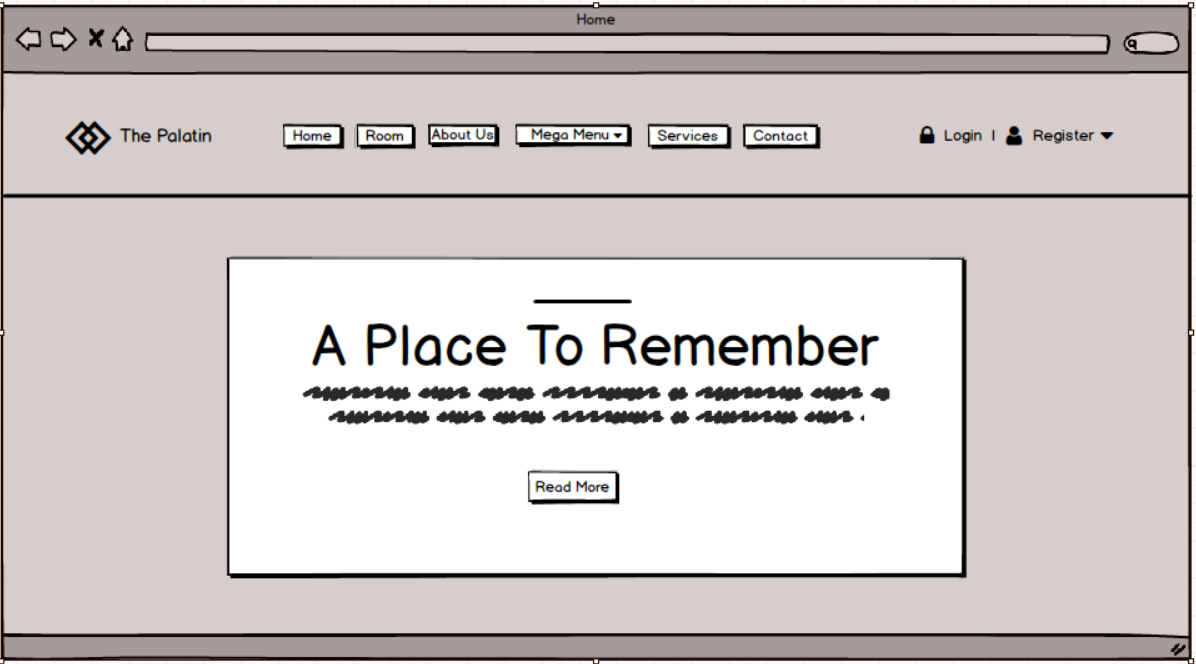 Home
The Palatin Home Room About Us Mega Menu Services Contact Login | Register
A Place To Remember
Read More